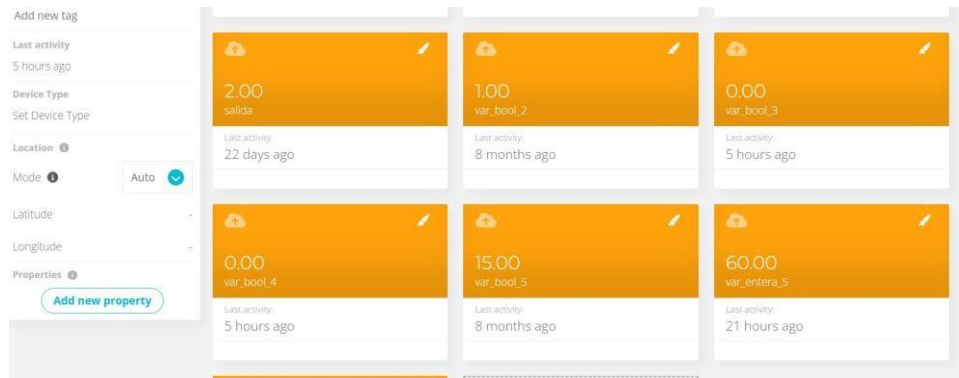 Add new tag
Last activity
5 hours ago
Device Type
Set Device Type
Location
Mode Auto
Latitude -
Longitude -
Properties
Add new property
2.00
salida
Last activity:
22 days ago
1.00
var_bool_2
Last activity:
8 months ago
0.00
var_bool_3
Last activity:
5 hours ago
0.00
var_bool_4
Last activity:
5 hours ago
15.00
var_bool_5
Last activity:
8 months ago
60.00
var_entera_5
Last activity:
21 hours ago